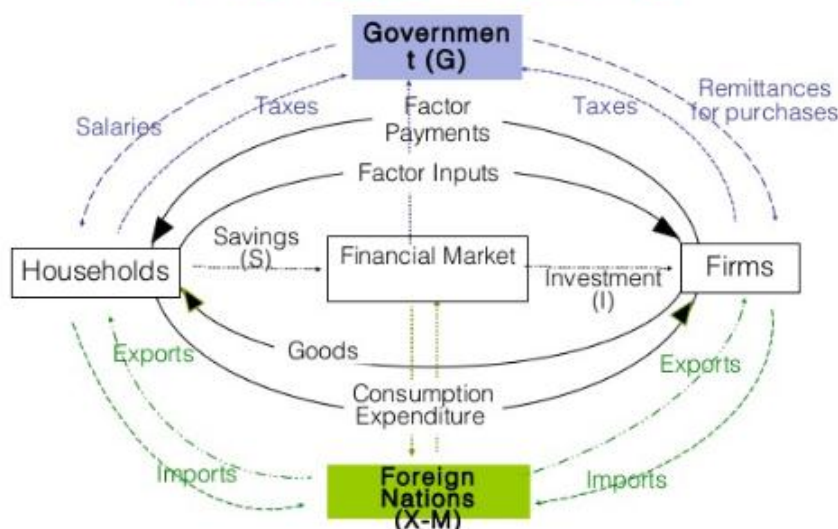 Governmen
t (G)
Remittances
for purchases
Taxes
Factor
Payments
Taxes
Salaries
Factor Inputs
Savings
(S)
Financial Market
Households
Investment
(I)
Firms
Exports
Goods
Exports
Consumption
Expenditure
Imports
Foreign
Nations
(X-M)
Imports